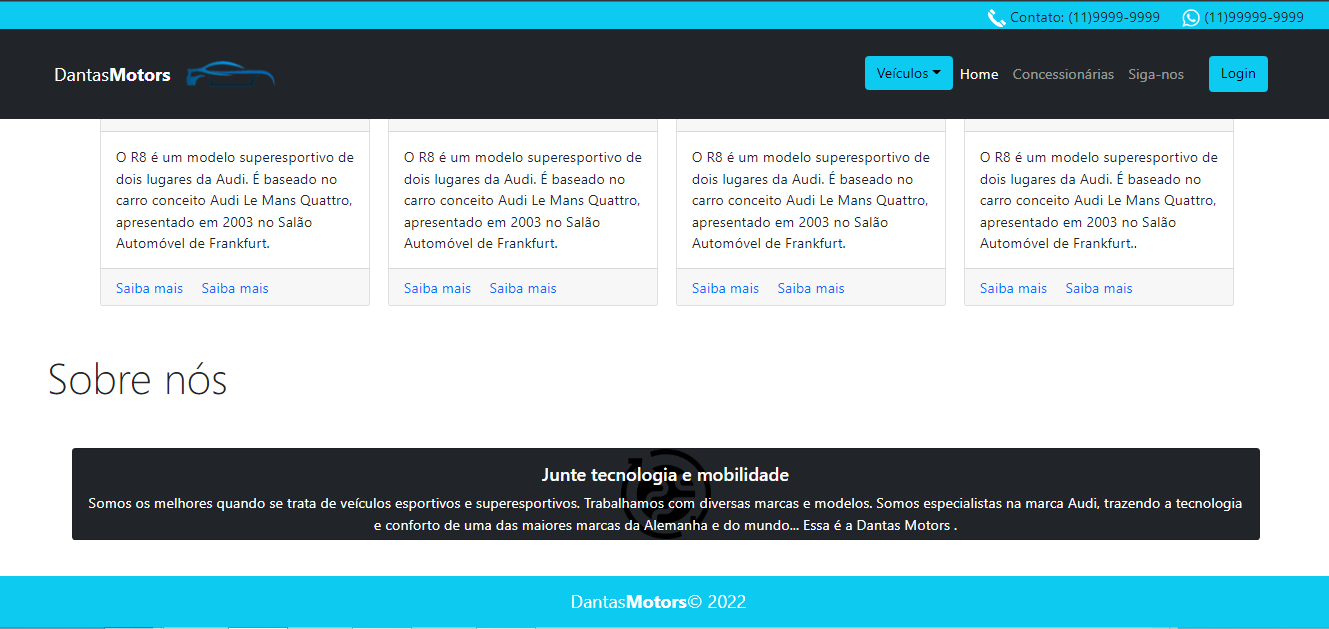 Contato: (11)9999-9999 (11)99999-9999
DantasMotors Veículos Home Concessionárias Siga-nos Login
O R8 é um modelo superesportivo de
dois lugares da Audi. É baseado no
carro conceito Audi Le Mans Quattro,
apresentado em 2003 no Salão
Automóvel de Frankfurt.
Saiba mais Saiba mais
O R8 é um modelo superesportivo de
dois lugares da Audi. É baseado no
carro conceito Audi Le Mans Quattro,
apresentado em 2003 no Salão
Automóvel de Frankfurt.
Saiba mais Saiba mais
O R8 é um modelo superesportivo de
dois lugares da Audi. É baseado no
carro conceito Audi Le Mans Quattro,
apresentado em 2003 no Salão
Automóvel de Frankfurt.
Saiba mais Saiba mais
O R8 é um modelo superesportivo de
dois lugares da Audi. É baseado no
carro conceito Audi Le Mans Quattro,
apresentado em 2003 no Salão
Automóvel de Frankfurt..
Saiba mais Saiba mais
Sobre nós
Junte tecnologia e mobilidade
Somos os melhores quando se trata de veículos esportivos e superesportivos. Trabalhamos com diversas marcas e modelos. Somos especialistas na marca Audi, trazendo a tecnologia
e conforto de uma das maiores marcas da Alemanha e do mundo... Essa é a Dantas Motors .
DantasMotors© 2022